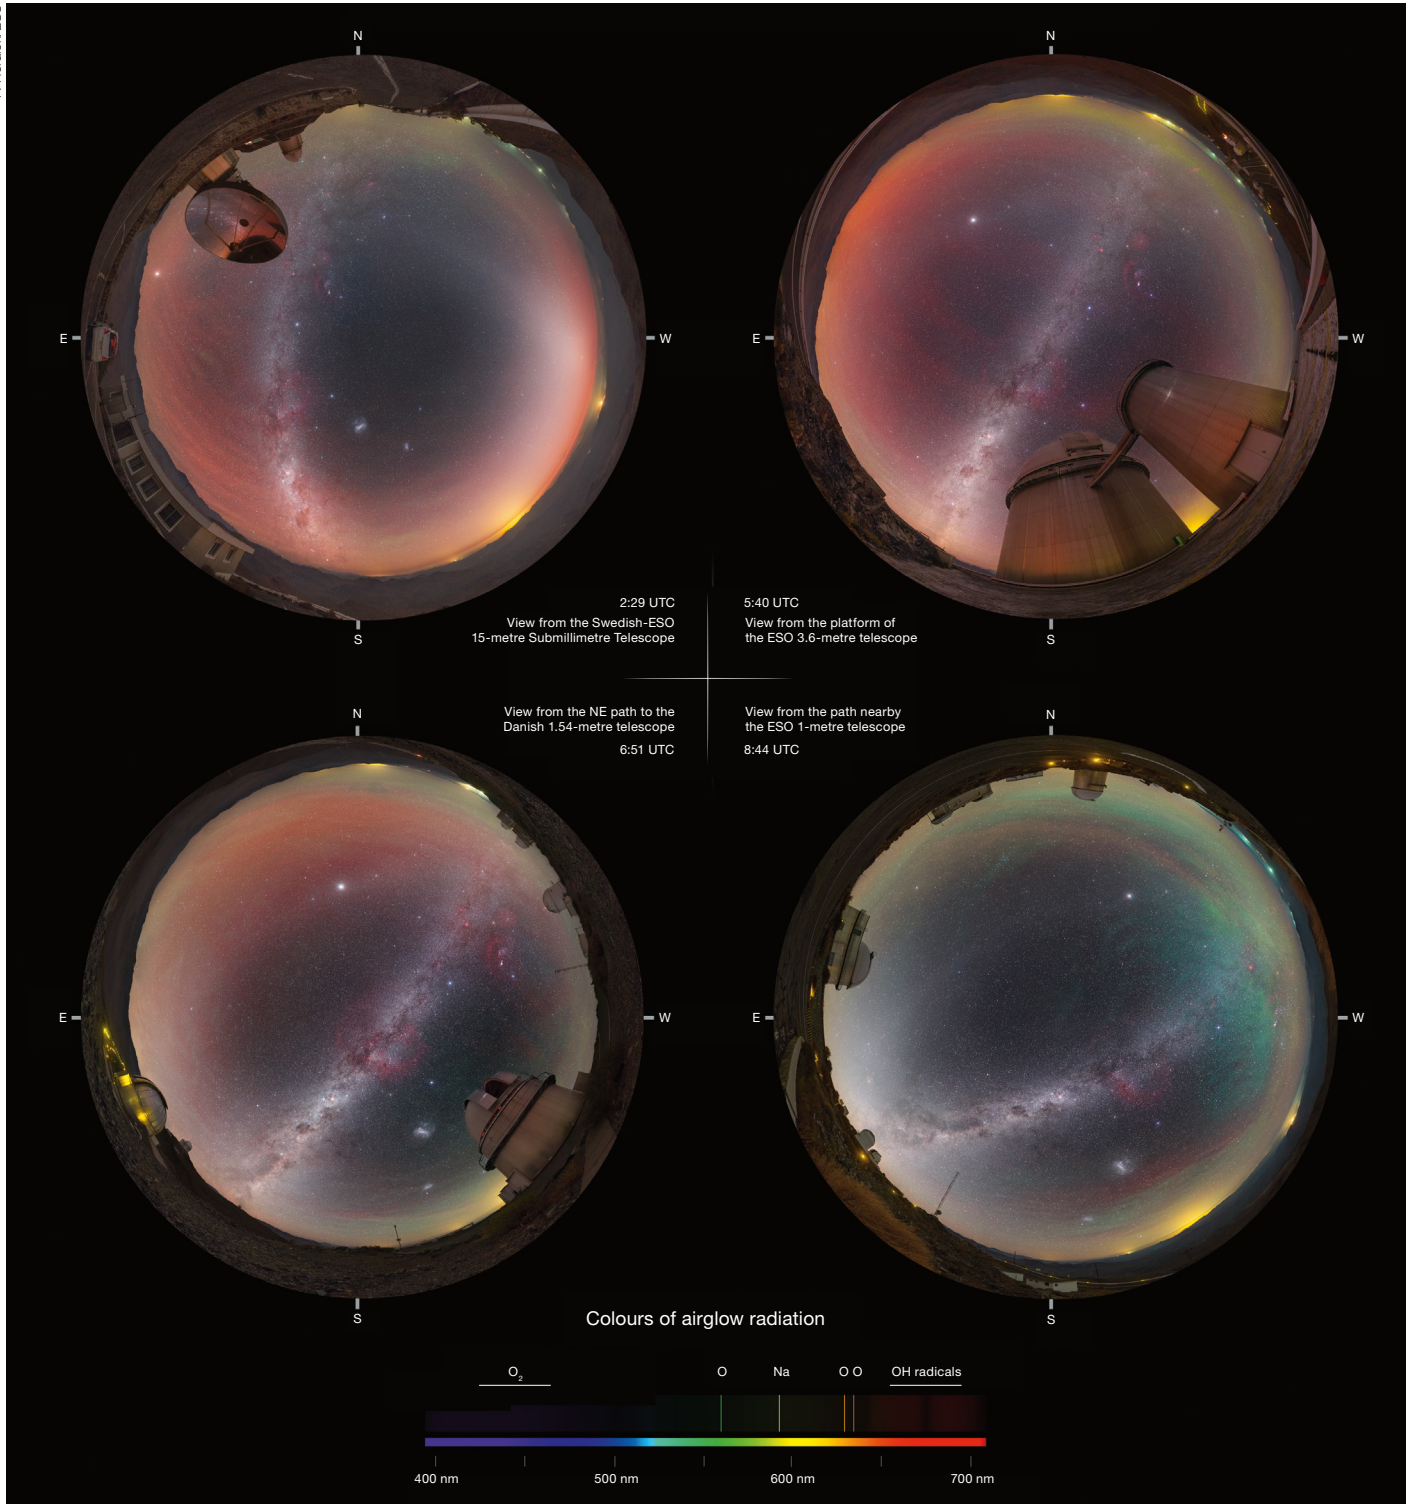 N
E
W
S
N
E
W
S
2:29 UTC
View from the Swedish-ESO
15-metre Submillimetre Telescope
5:40 UTC
View from the platform of
the ESO 3.6-metre telescope
View from the NE path to the
Danish 1.54-metre telescope
6:51 UTC
View from the path nearby
the ESO 1-metre telescope
8:44 UTC
N
E
W
S
N
E
W
S
Colours of airglow radiation
O₂ O Na O O OH radicals
400 nm 500 nm 600 nm 700 nm